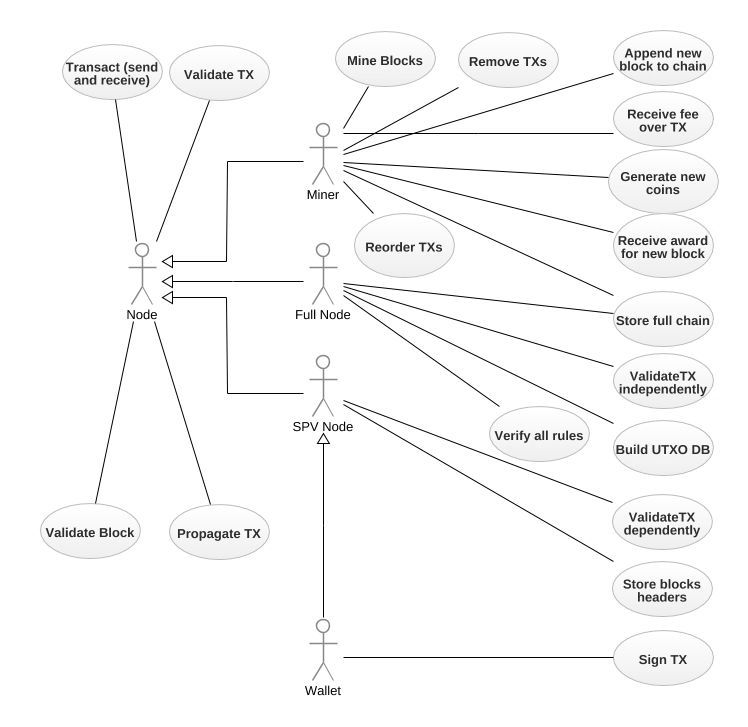 Transact (send
and receive)
Validate TX
Mine Blocks
Remove TXs
Append new
block to chain
Receive fee
over TX
Generate new
coins
Miner
Receive award
for new block
Reorder TXs
Node
Full Node
Store full chain
ValidateTX
independently
SPV Node
Verify all rules
Build UTXO DB
Validate Block
Propagate TX
ValidateTX
dependently
Store blocks
headers
Sign TX
Wallet